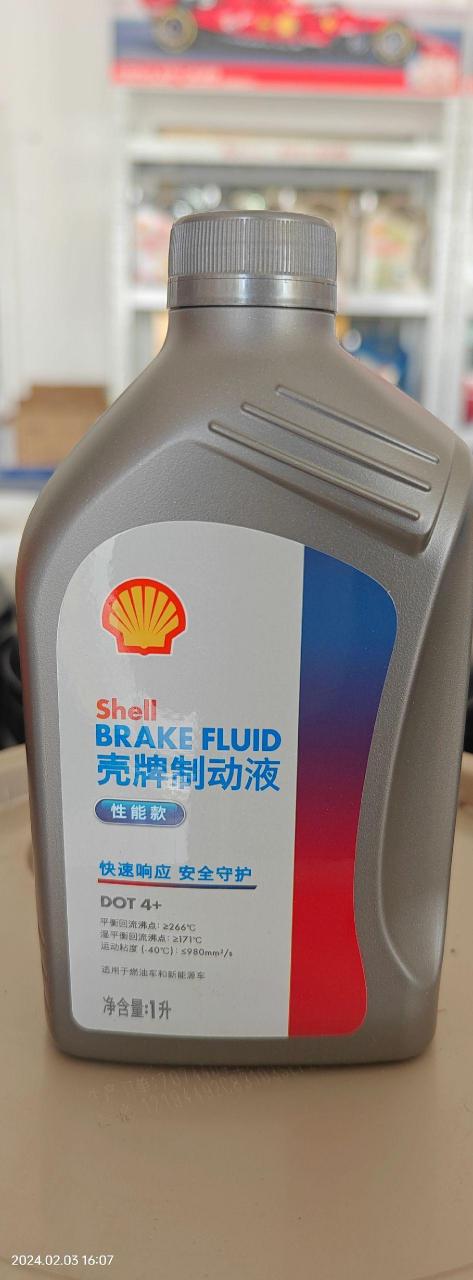 Shell
BRAKE FLUID
壳牌制动液
性能款
快速响应 安全守护
DOT 4+
平衡回流沸点: ≥266℃
湿平衡回流沸点: ≥171℃
运动粘度 (-40℃) : ≤980mm²/s
适用于燃油车和新能源车
净含量:1升
2024.02.03 16:07